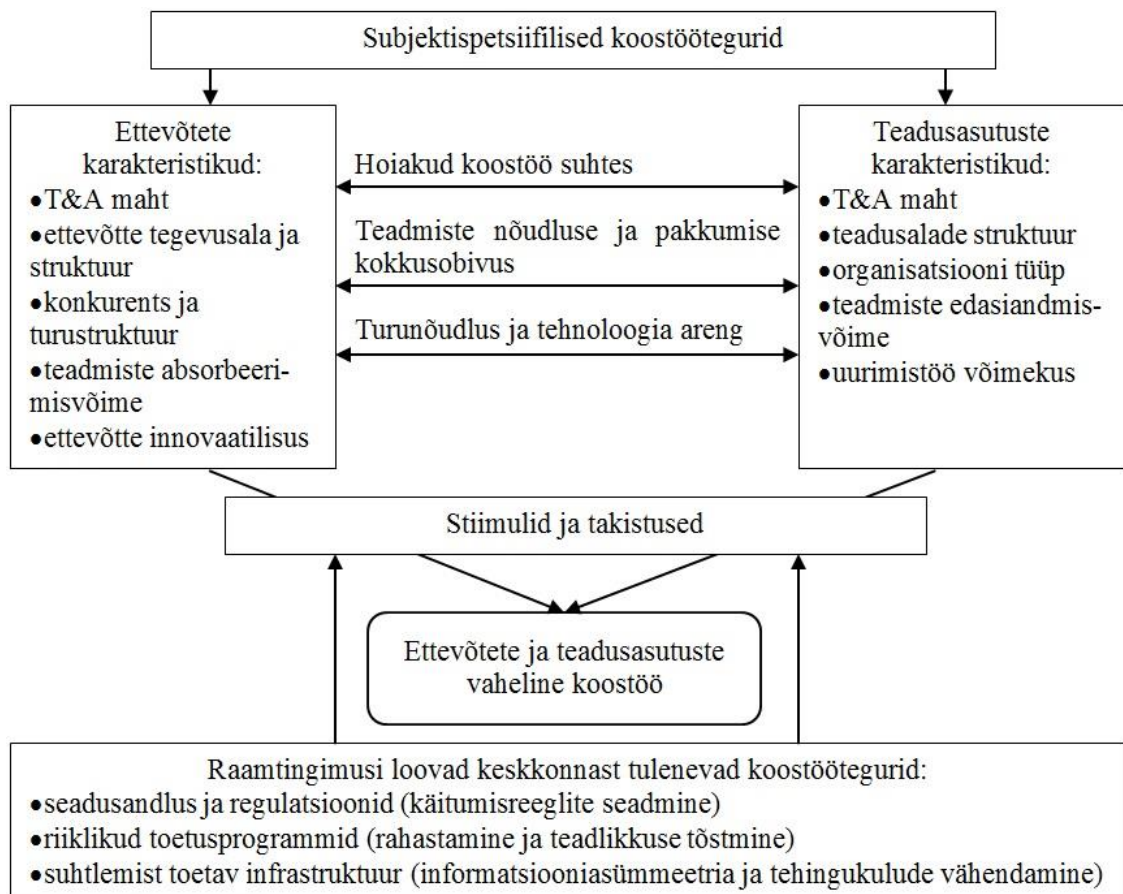 Subjektispetsiifilised koostöötegurid
Ettevõtete
karakteristikud:
•T&A maht
•ettevõtte tegevusala ja
struktuur
•konkurents ja
turustruktuur
•teadmiste absorbeeri-
misvõime
•ettevõtte innovaatilisus
Hoiakud koostöö suhtes
Teadmiste nõudluse ja pakkumise
kokkusobivus
Turunõudlus ja tehnoloogia areng
Teadusasutuste
karakteristikud:
•T&A maht
•teadusalade struktuur
•organisatsiooni tüüp
•teadmiste edasiandmis-
võime
•uurimistöö võimekus
Stiimulid ja takistused
Ettevõtete ja teadusasutuste
vaheline koostöö
Raamtingimusi loovad keskkonnast tulenevad koostöötegurid:
•seadusandlus ja regulatsioonid (käitumisreeglite seadmine)
•riiklikud toetusprogrammid (rahastamine ja teadlikkuse tõstmine)
•suhtlemist toetav infrastruktuur (informatsiooniasümmeetria ja tehingukulude vähendamine)